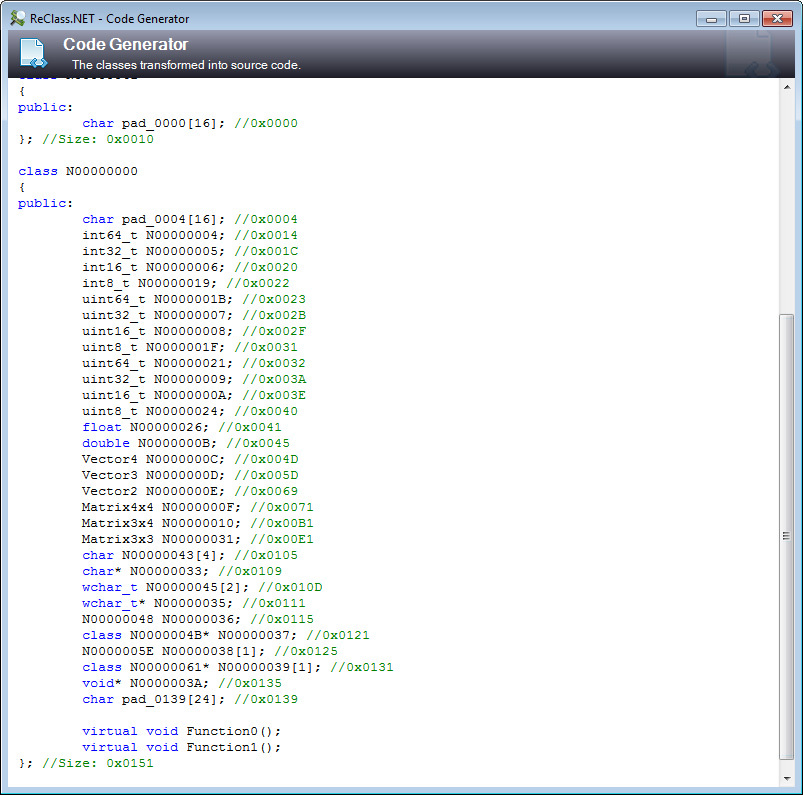 ReClass.NET - Code Generator
Code Generator
The classes transformed into source code.
{
public:
char pad_0000[16]; //0x0000
}; //Size: 0x0010
class N00000000
{
public:
char pad_0004[16]; //0x0004
int64_t N00000004; //0x0014
int32_t N00000005; //0x001C
int16_t N00000006; //0x0020
int8_t N00000019; //0x0022
uint64_t N0000001B; //0x0023
uint32_t N00000007; //0x002B
uint16_t N00000008; //0x002F
uint8_t N0000001F; //0x0031
uint64_t N00000021; //0x0032
uint32_t N00000009; //0x003A
uint16_t N0000000A; //0x003E
uint8_t N00000024; //0x0040
float N00000026; //0x0041
double N0000000B; //0x0045
Vector4 N0000000C; //0x004D
Vector3 N0000000D; //0x005D
Vector2 N0000000E; //0x0069
Matrix4x4 N0000000F; //0x0071
Matrix3x4 N00000010; //0x00B1
Matrix3x3 N00000031; //0x00E1
char N00000043[4]; //0x0105
char* N00000033; //0x0109
wchar_t N00000045[2]; //0x010D
wchar_t* N00000035; //0x0111
N00000048 N00000036; //0x0115
class N0000004B* N00000037; //0x0121
N0000005E N00000038[1]; //0x0125
class N00000061* N00000039[1]; //0x0131
void* N0000003A; //0x0135
char pad_0139[24]; //0x0139
virtual void Function0();
virtual void Function1();
}; //Size: 0x0151